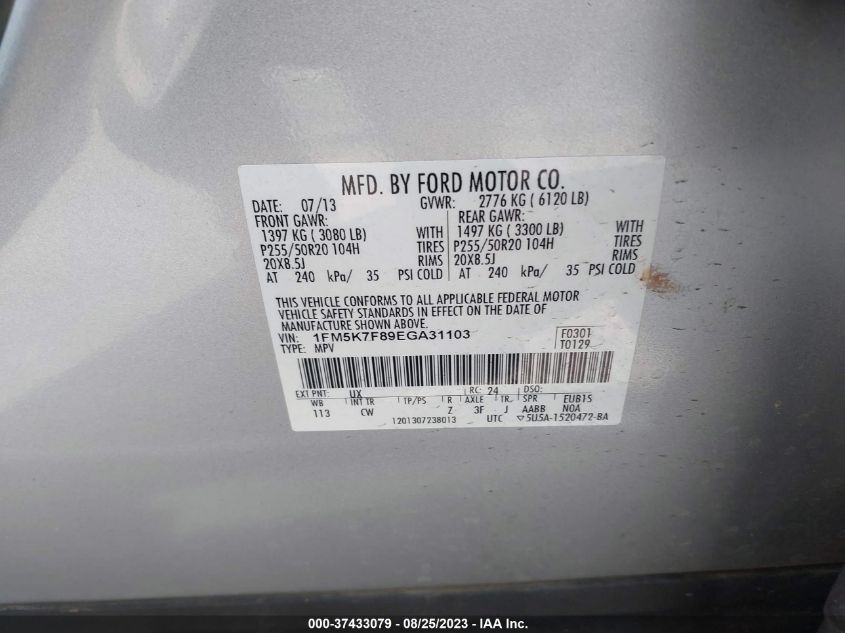 MFD. BY FORD MOTOR CO.
DATE: 07/13 GVWR: 2776 KG ( 6120 LB)
FRONT GAWR: REAR GAWR:
1397 KG ( 3080 LB) WITH 1497 KG ( 3300 LB) WITH
P255/50R20 104H TIRES P255/50R20 104H TIRES
20X8.5J RIMS 20X8.5J RIMS
AT 240 kPa/ 35 PSI COLD AT 240 kPa/ 35 PSI COLD
THIS VEHICLE CONFORMS TO ALL APPLICABLE FEDERAL MOTOR
VEHICLE SAFETY STANDARDS IN EFFECT ON THE DATE OF
MANUFACTURE SHOWN ABOVE.
VIN: 1FM5K7F89EGA31103 F0301
TYPE: MPV T0129
EXT PNT: UX RC: 24 DSO:
WB INT TR TP/PS R AXLE TR SPR EUB15
113 CW Z 3F J AABB NOA
1201307238013 UTC 5U5A-1520472-BA
000-37433079 - 08/25/2023 - IAAI, Inc.